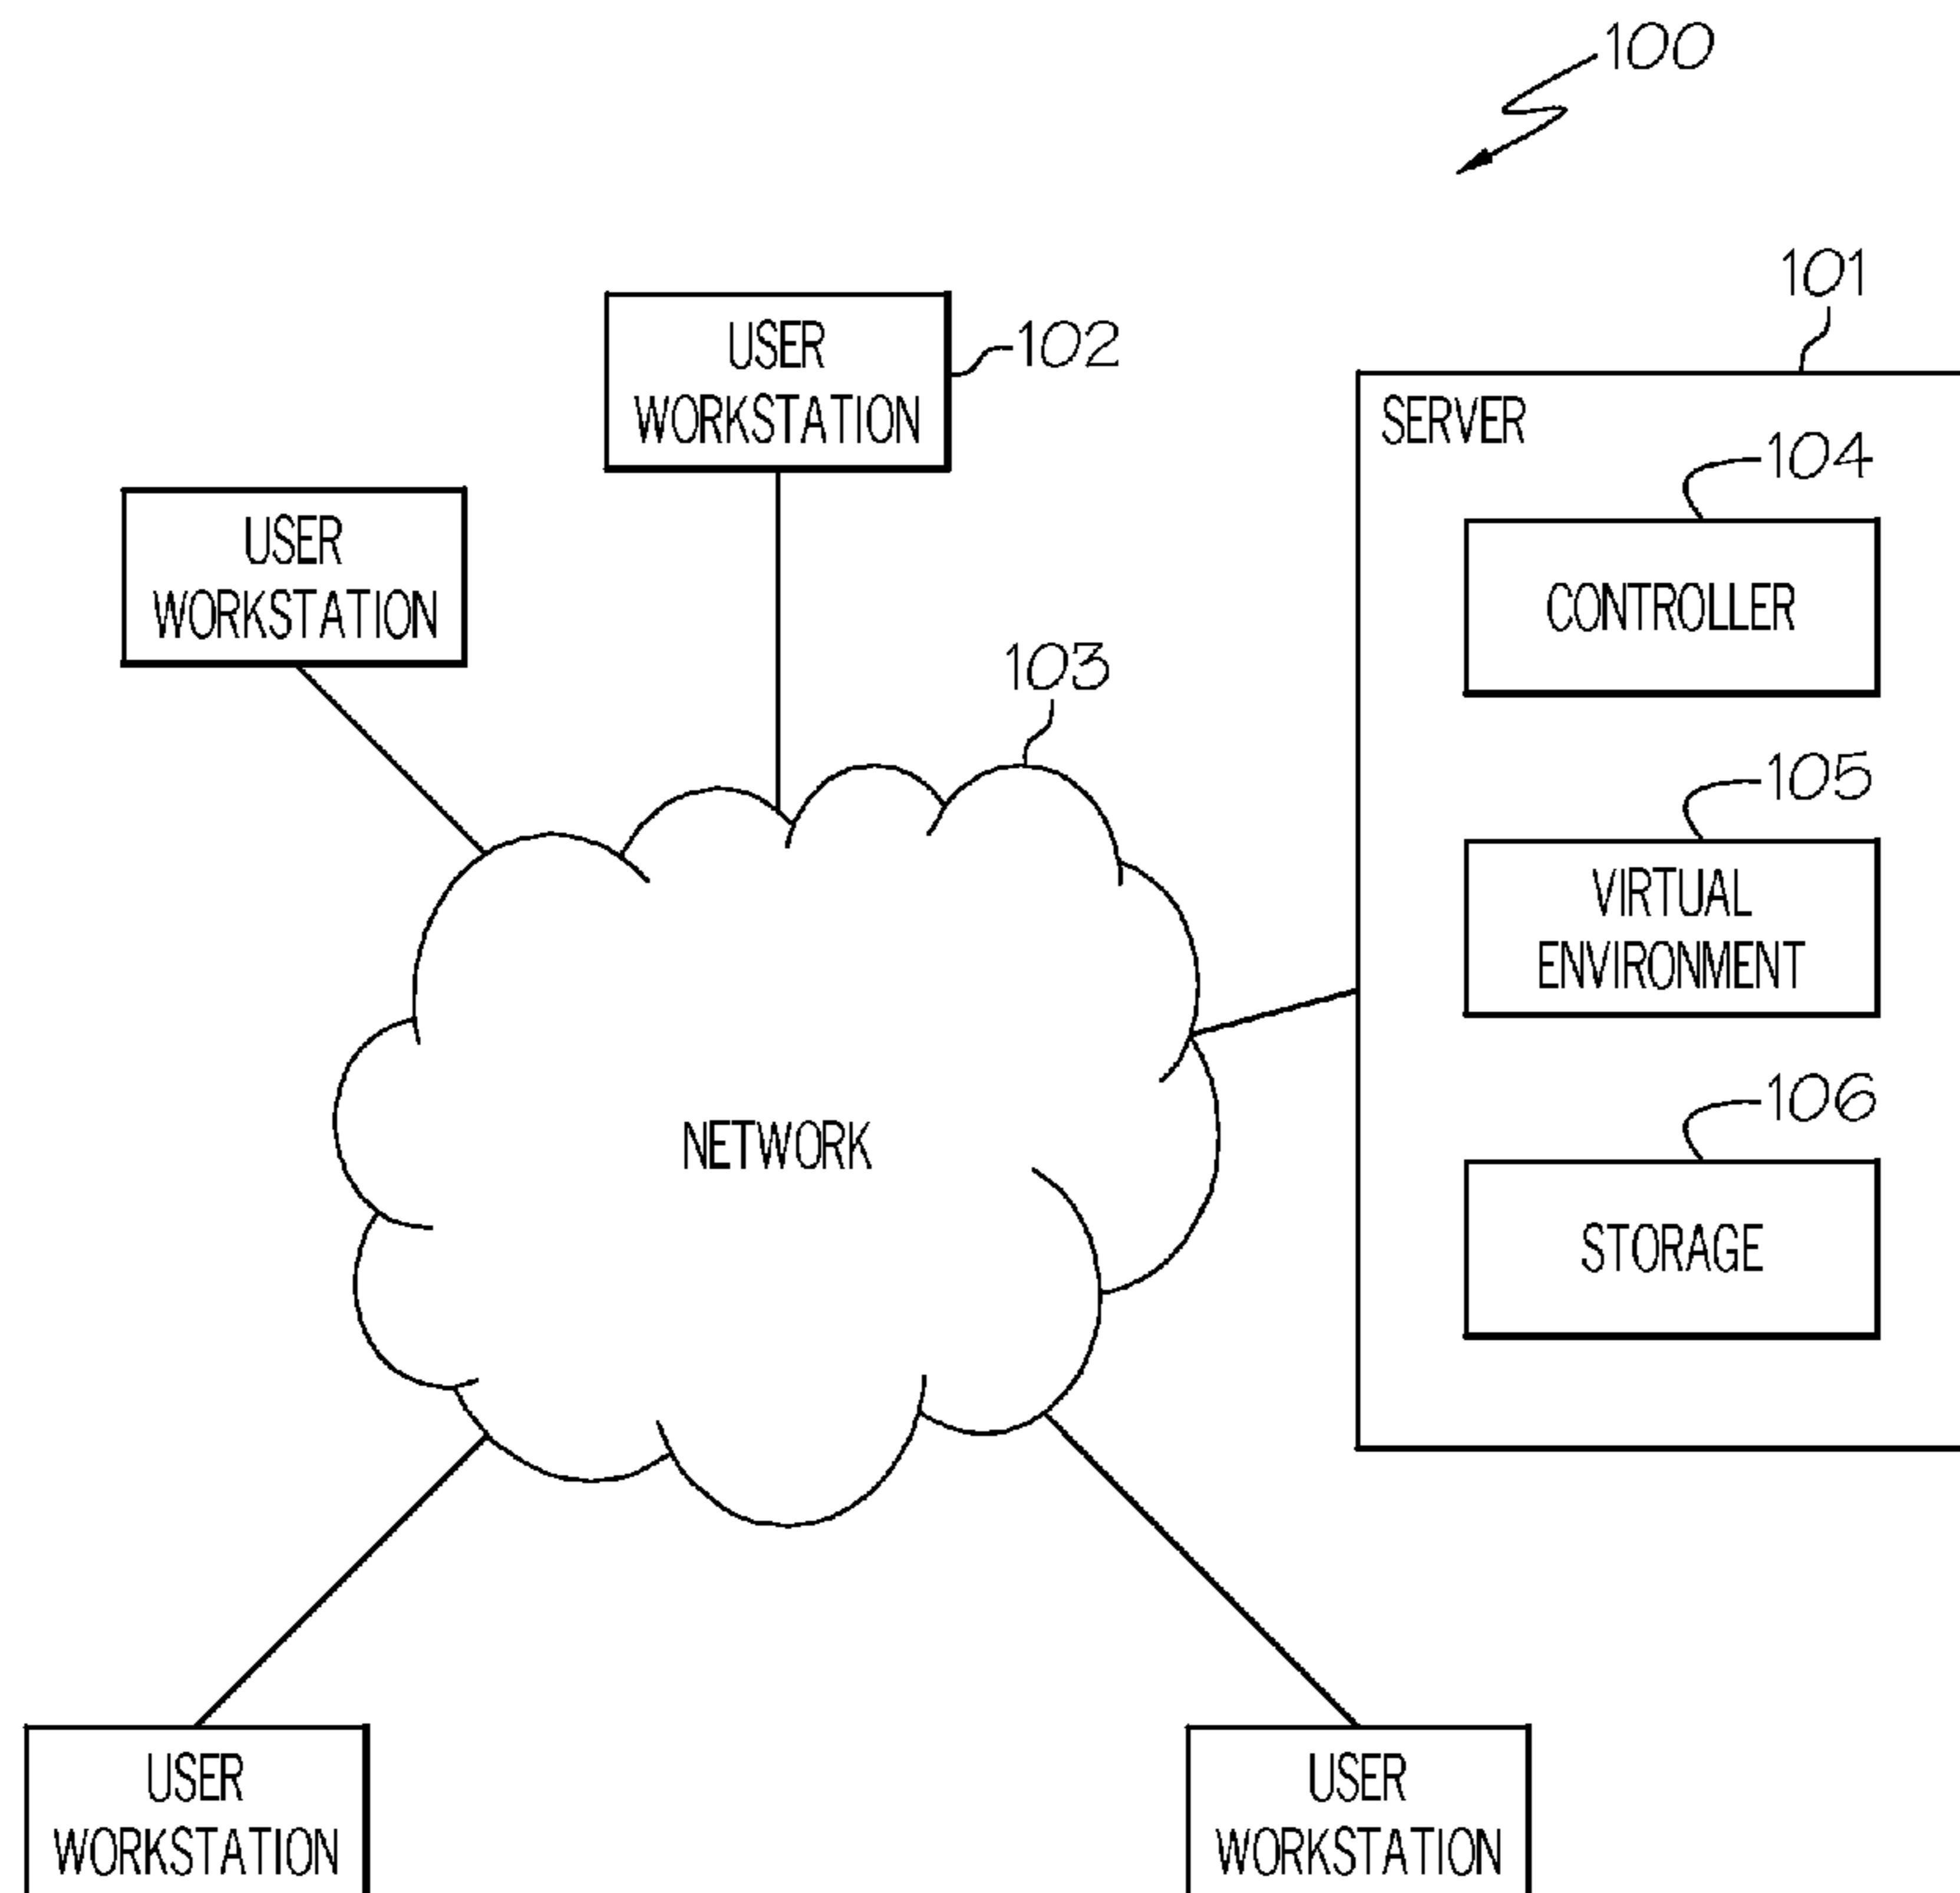 100
101
USER
WORKSTATION
102
SERVER
104
CONTROLLER
USER
WORKSTATION
103
105
VIRTUAL
ENVIRONMENT
NETWORK
106
STORAGE
USER
WORKSTATION
USER
WORKSTATION